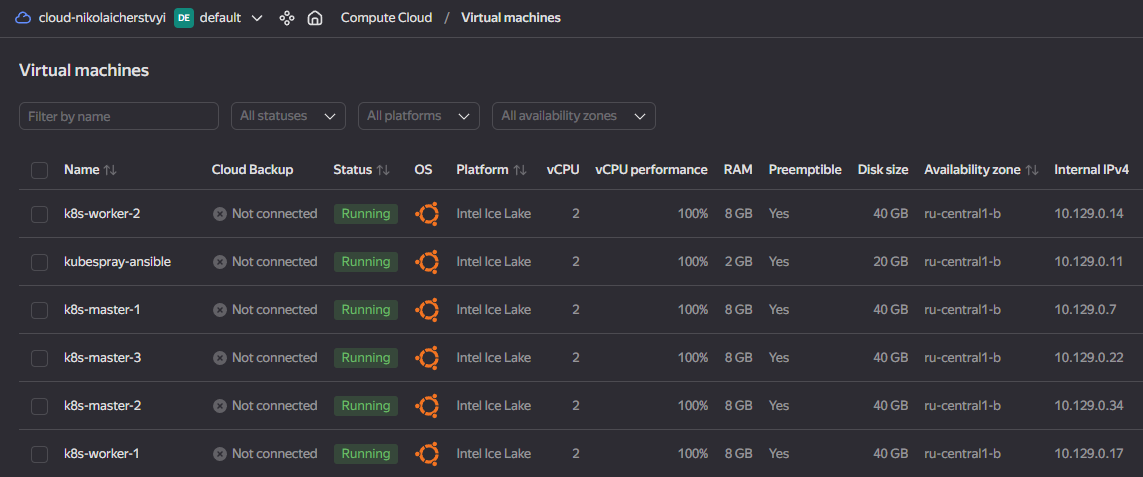 cloud-nikolaicherstvyi DE default Compute Cloud / Virtual machines
Virtual machines
Filter by name All statuses All platforms All availability zones
Name Cloud Backup Status OS Platform vCPU vCPU performance RAM Preemptible Disk size Availability zone Internal IPv4
k8s-worker-2 Not connected Running Intel Ice Lake 2 100% 8 GB Yes 40 GB ru-central1-b 10.129.0.14
kubespray-ansible Not connected Running Intel Ice Lake 2 100% 2 GB Yes 20 GB ru-central1-b 10.129.0.11
k8s-master-1 Not connected Running Intel Ice Lake 2 100% 8 GB Yes 40 GB ru-central1-b 10.129.0.7
k8s-master-3 Not connected Running Intel Ice Lake 2 100% 8 GB Yes 40 GB ru-central1-b 10.129.0.22
k8s-master-2 Not connected Running Intel Ice Lake 2 100% 8 GB Yes 40 GB ru-central1-b 10.129.0.34
k8s-worker-1 Not connected Running Intel Ice Lake 2 100% 8 GB Yes 40 GB ru-central1-b 10.129.0.17